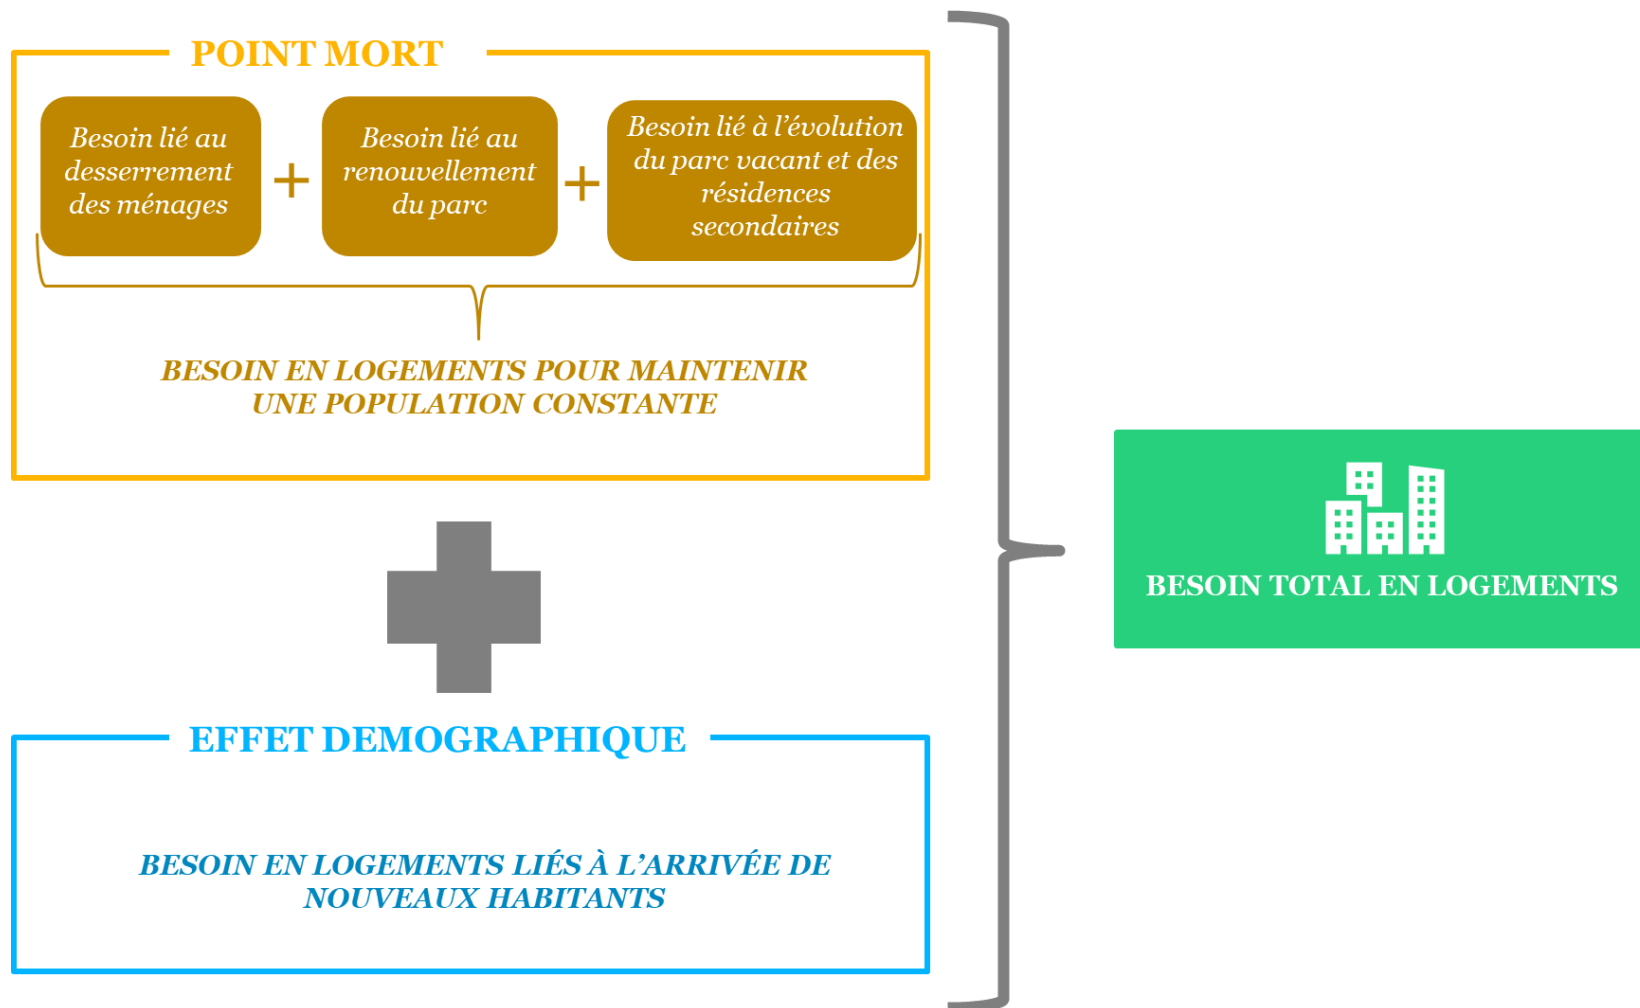 POINT MORT
Besoin lié au
desserrement
des ménages
+
Besoin lié au
renouvellement
du parc
+
Besoin lié à l’évolution
du parc vacant et des
résidences
secondaires
BESOIN EN LOGEMENTS POUR MAINTENIR
UNE POPULATION CONSTANTE
EFFET DEMOGRAPHIQUE
BESOIN EN LOGEMENTS LIÉS À L’ARRIVÉE DE
NOUVEAUX HABITANTS
BESOIN TOTAL EN LOGEMENTS